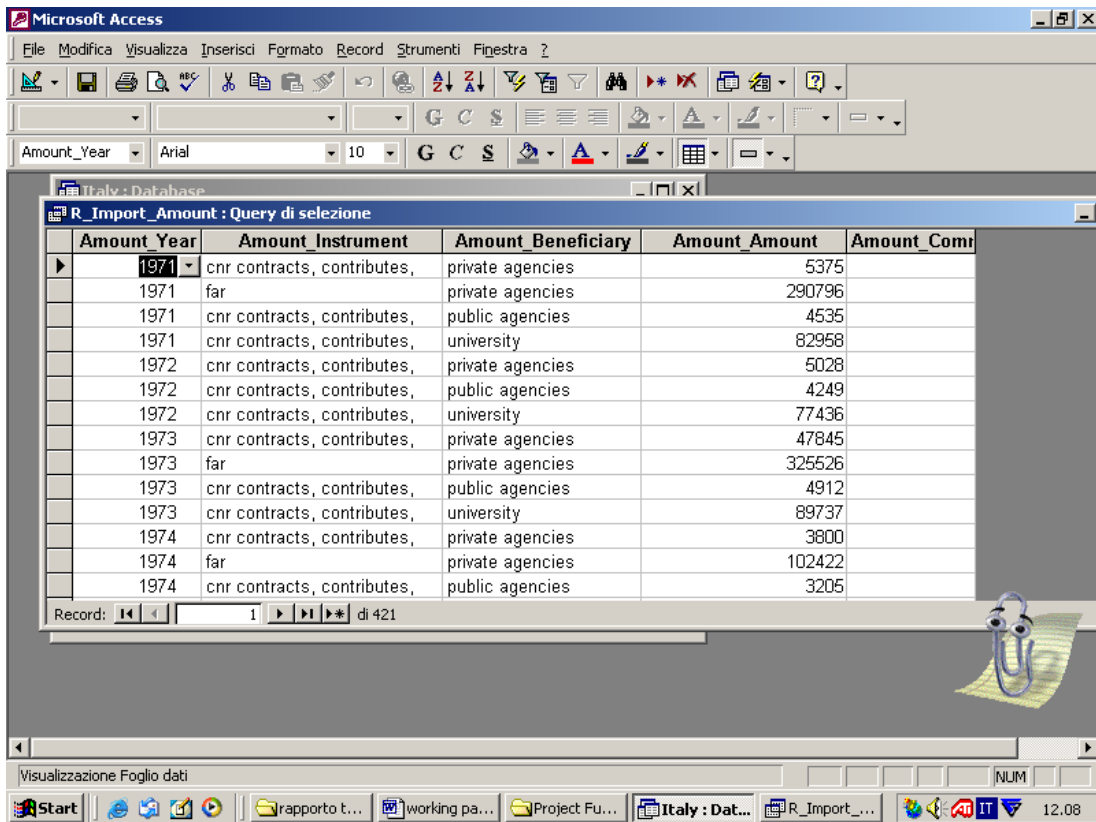 Microsoft Access
File Modifica Visualizza Inserisci Formato Record Strumenti Finestra ?
G C S
Amount_Year Arial 10 G C S
Italy : Database
R_Import_Amount : Query di selezione
Amount_Year Amount_Instrument Amount_Beneficiary Amount_Amount Amount_Comr
1971 cnr contracts, contributes, private agencies 5375
1971 far private agencies 290796
1971 cnr contracts, contributes, public agencies 4535
1971 cnr contracts, contributes, university 82958
1972 cnr contracts, contributes, private agencies 5028
1972 cnr contracts, contributes, public agencies 4249
1972 cnr contracts, contributes, university 77436
1973 cnr contracts, contributes, private agencies 47845
1973 far private agencies 325526
1973 cnr contracts, contributes, public agencies 4912
1973 cnr contracts, contributes, university 89737
1974 cnr contracts, contributes, private agencies 3800
1974 far private agencies 102422
1974 cnr contracts, contributes, public agencies 3205
Record: 1 di 421
Visualizzazione Foglio dati NUM
Start rapporto t... working pa... Project Fu... Italy : Dat... R_Import_... IT 12.08